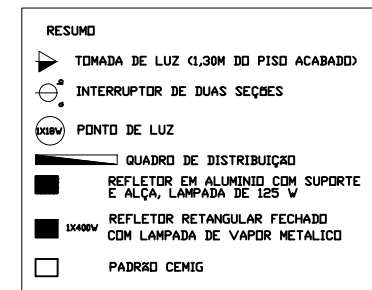 RESUMO
TOMADA DE LUZ (1,30M DO PISO ACABADO)
INTERRUPTOR DE DUAS SEÇÕES
1X18W PONTO DE LUZ
QUADRO DE DISTRIBUIÇÃO
REFLETOR EM ALUMINIO COM SUPORTE
E ALÇA, LAMPADA DE 125 W
1X400W REFLETOR RETANGULAR FECHADO
COM LAMPADA DE VAPOR METALICO
PADRÃO CEMIG